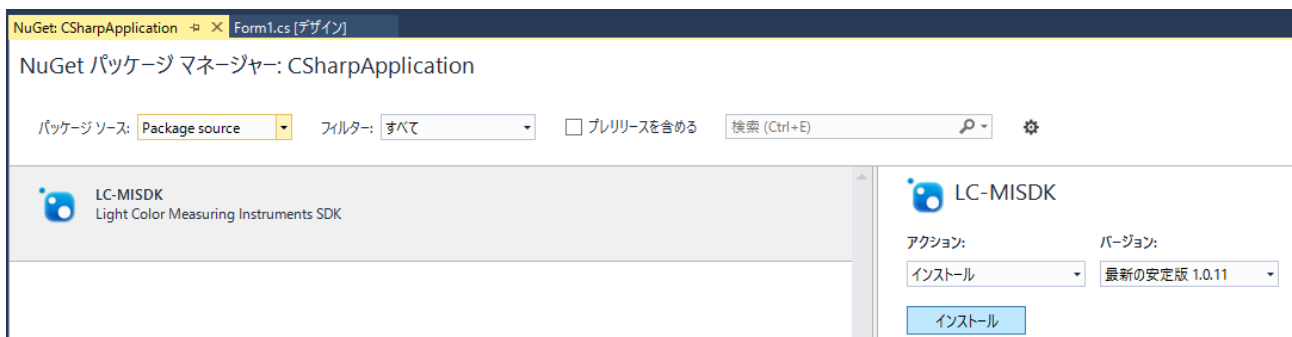 NuGet: CSharpApplication Form1.cs [デザイン]
NuGet パッケージ マネージャー: CSharpApplication
パッケージ ソース: Package source フィルター: すべて プレリリースを含める 検索 (Ctrl+E)
LC-MISDK
Light Color Measuring Instruments SDK
LC-MISDK
アクション: バージョン:
インストール 最新の安定版 1.0.11
インストール